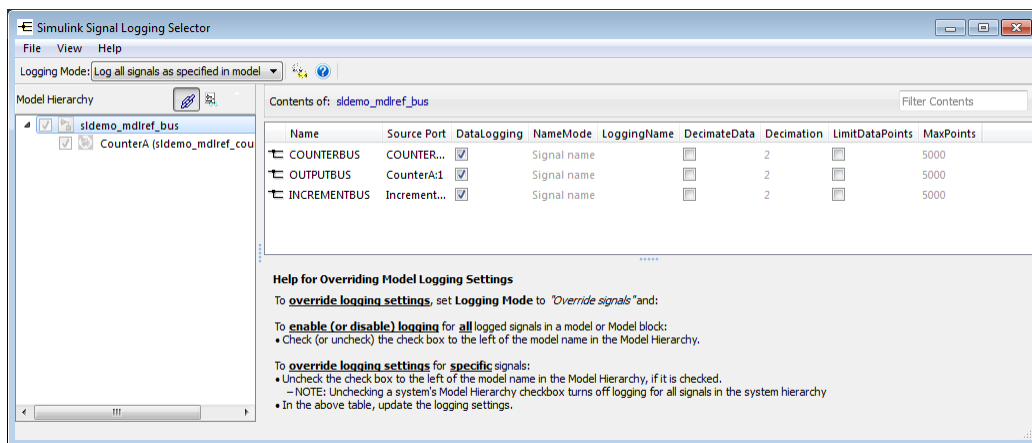 Simulink Signal Logging Selector
File View Help
Logging Mode: Log all signals as specified in model
Model Hierarchy
Contents of: sldemo_mdlref_bus
Filter Contents
sldemo_mdlref_bus
CounterA (sldemo_mdlref_cou
Name Source Port DataLogging NameMode LoggingName DecimateData Decimation LimitDataPoints MaxPoints
COUNTERBUS COUNTER... Signal name 2 5000
OUTPUTBUS CounterA:1 Signal name 2 5000
INCREMENTBUS Increment... Signal name 2 5000
Help for Overriding Model Logging Settings
To override logging settings, set Logging Mode to "Override signals" and:
To enable (or disable) logging for all logged signals in a model or Model block:
• Check (or uncheck) the check box to the left of the model name in the Model Hierarchy.
To override logging settings for specific signals:
• Uncheck the check box to the left of the model name in the Model Hierarchy, if it is checked.
– NOTE: Unchecking a system's Model Hierarchy checkbox turns off logging for all signals in the system hierarchy
• In the above table, update the logging settings.